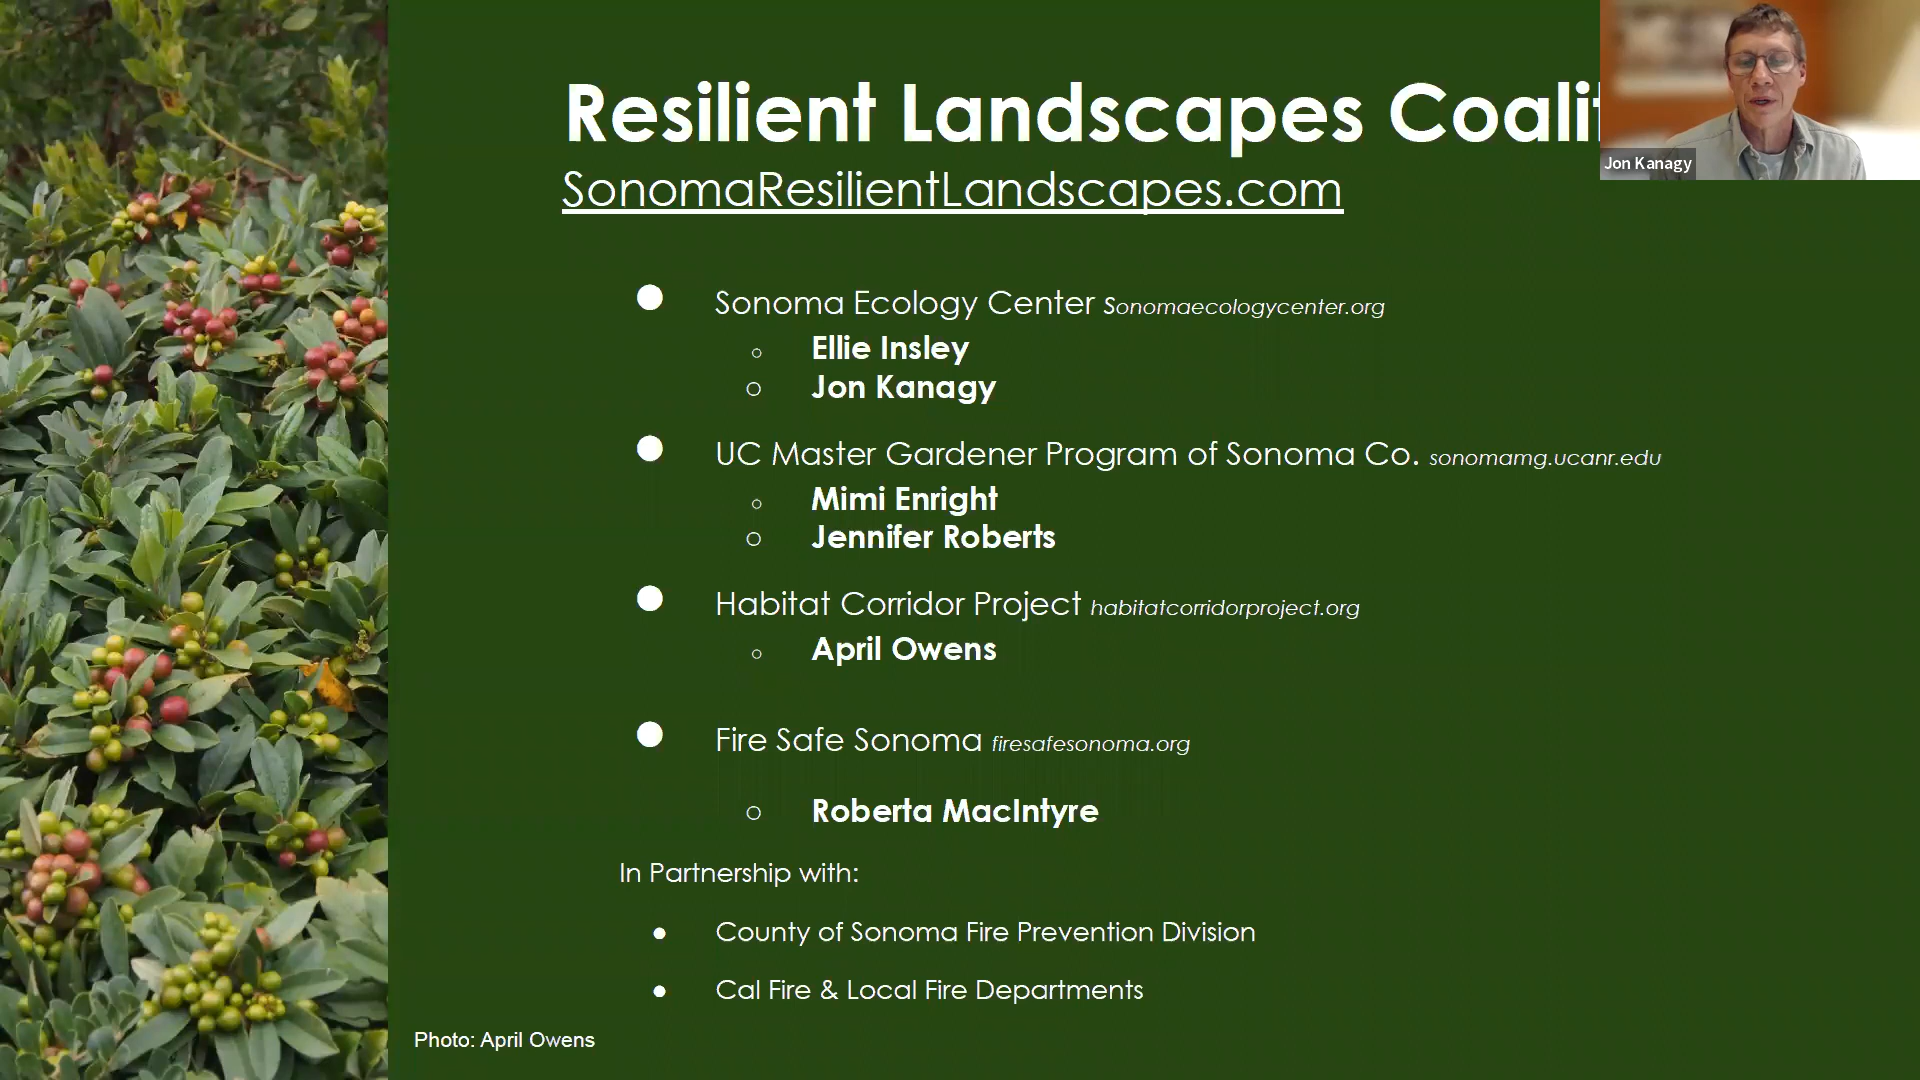 Resilient Landscapes Coali
SonomaResilientLandscapes.com
Jon Kanagy
● Sonoma Ecology Center sonomaecologycenter.org
○ Ellie Insley
○ Jon Kanagy
● UC Master Gardener Program of Sonoma Co. sonomamg.ucanr.edu
○ Mimi Enright
○ Jennifer Roberts
● Habitat Corridor Project habitatcorridorproject.org
○ April Owens
● Fire Safe Sonoma firesafesonoma.org
○ Roberta MacIntyre
In Partnership with:
● County of Sonoma Fire Prevention Division
● Cal Fire & Local Fire Departments
Photo: April Owens